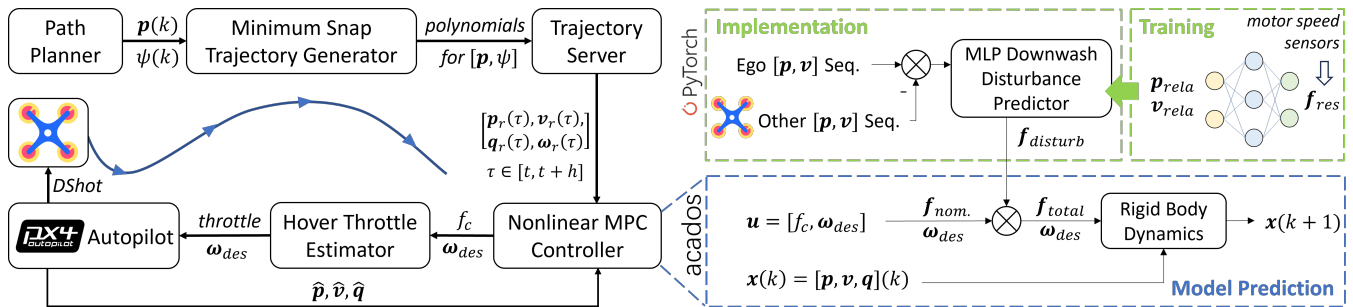 Path
Planner
𝒑(k)
ψ(k)
Minimum Snap
Trajectory Generator
polynomials
for [𝒑, ψ]
Trajectory
Server
[𝒑_r(τ), 𝒗_r(τ),]
[𝒒_r(τ), 𝝎_r(τ)]
τ ∈ [t, t + h]
DShot
px4
autopilot
Autopilot
throttle
𝝎_des
Hover Throttle
Estimator
f_c
𝝎_des
Nonlinear MPC
Controller
𝒑̂, 𝒗̂, 𝒒̂
PyTorch
Implementation
Ego [𝒑, 𝒗] Seq.
-
Other [𝒑, 𝒗] Seq.
MLP Downwash
Disturbance
Predictor
𝒇_disturb
Training
motor speed
sensors
𝒑_rela
𝒗_rela
𝒇_res
acados
𝒖 = [f_c, 𝝎_des]
𝒇_nom.
𝝎_des
𝒇_total
𝝎_des
Rigid Body
Dynamics
𝒙(k + 1)
𝒙(k) = [𝒑, 𝒗, 𝒒](k)
Model Prediction